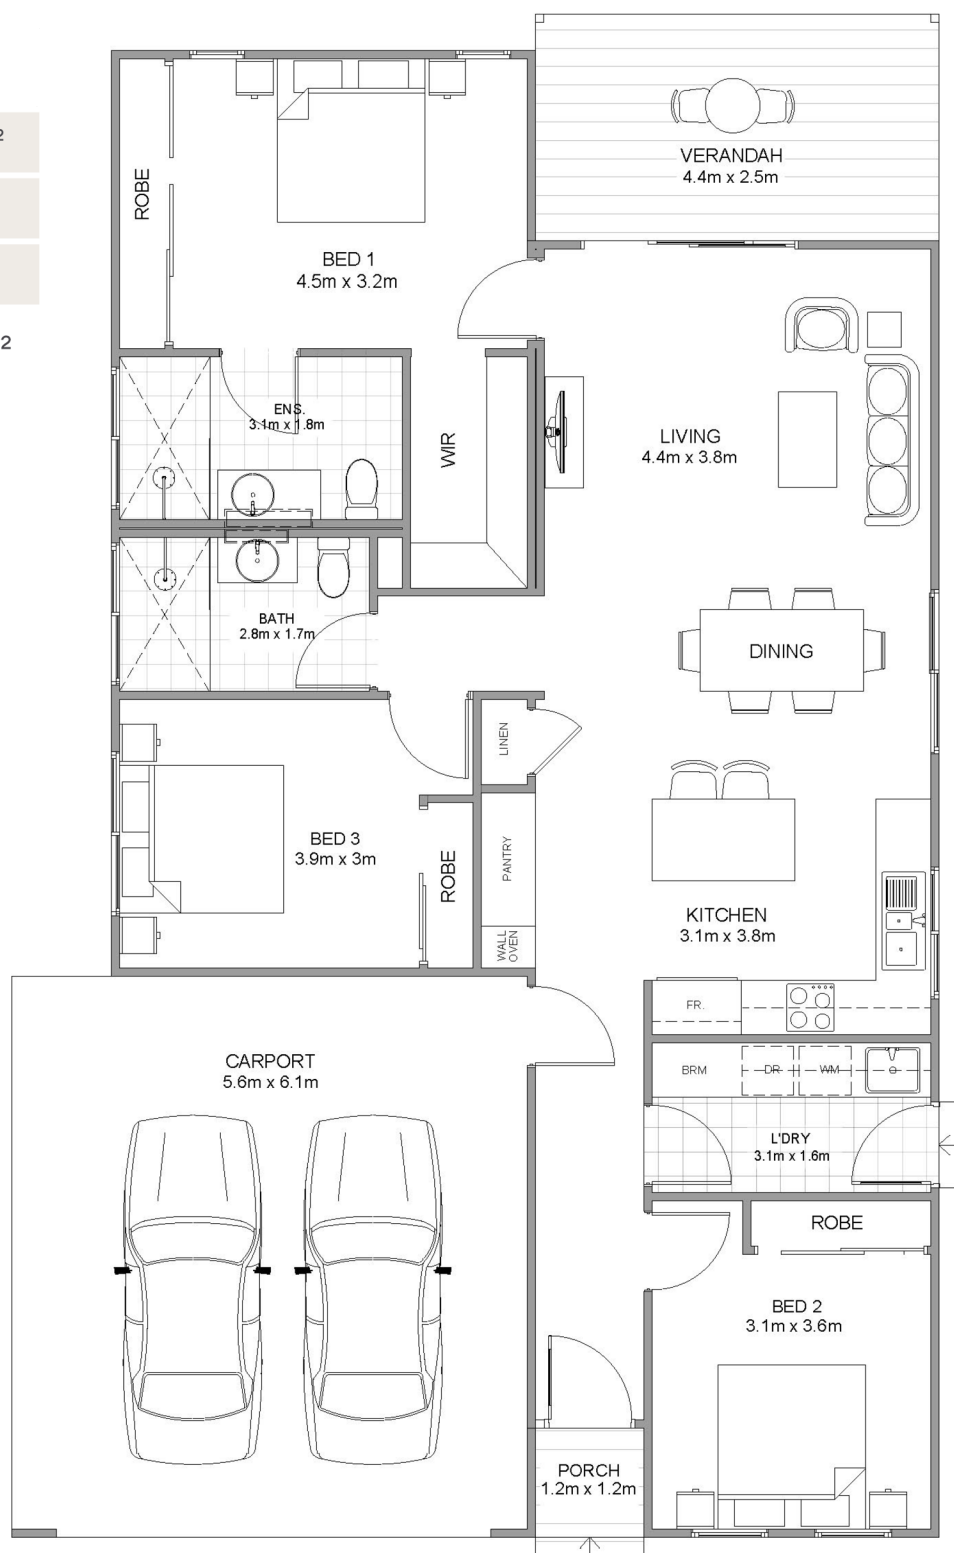 2
2
VERANDAH
4.4m x 2.5m
ROBE
BED 1
4.5m x 3.2m
ENS.
3.1m x 1.8m
WIR
LIVING
4.4m x 3.8m
BATH
2.8m x 1.7m
DINING
LINEN
BED 3
3.9m x 3m
ROBE
PANTRY
WALL
OVEN
KITCHEN
3.1m x 3.8m
FR.
CARPORT
5.6m x 6.1m
BRM
DR
WM
L'DRY
3.1m x 1.6m
ROBE
BED 2
3.1m x 3.6m
PORCH
1.2m x 1.2m